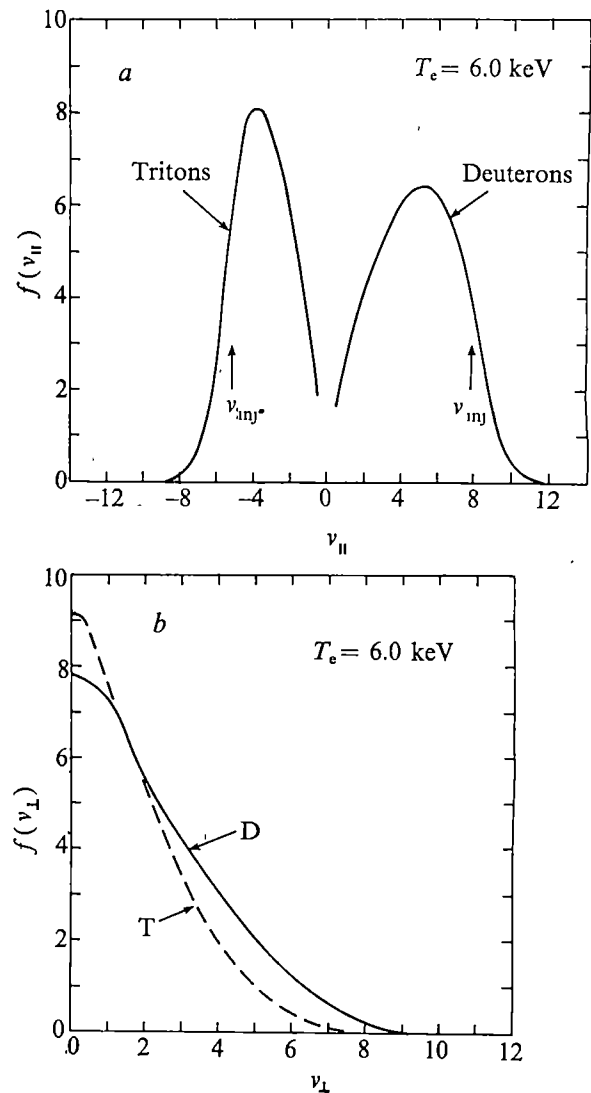 10
a
T_e = 6.0 keV
8
Tritons
Deuterons
6
f(v_∥)
4
2
v_inj
v_inj
0
−12 −8 −4 0 4 8 12
v_∥
10
b
T_e = 6.0 keV
8
6
f(v_⊥)
D
4
T
2
0
0 2 4 6 8 10 12
v_⊥